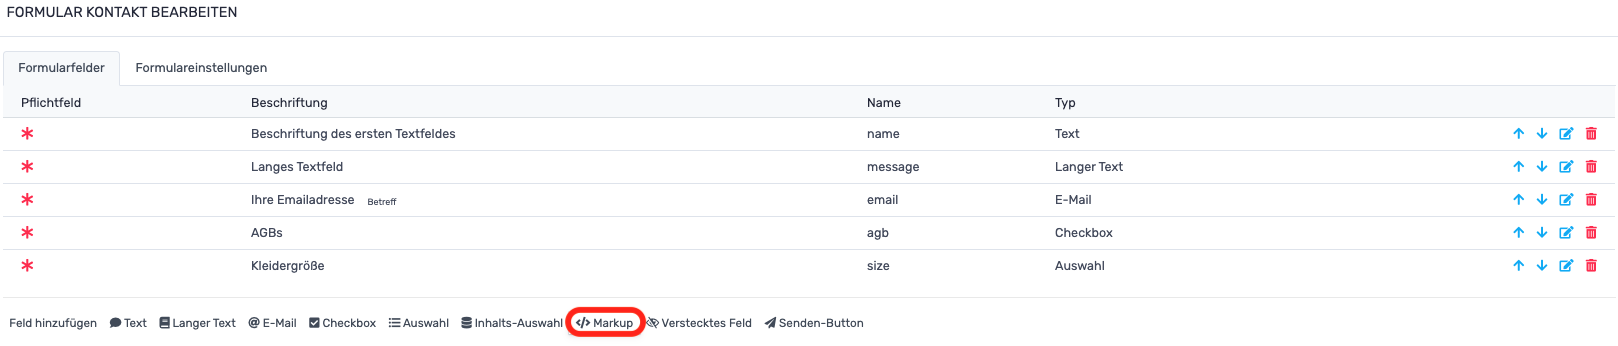 FORMULAR KONTAKT BEARBEITEN
Formularfelder Formulareinstellungen
Pflichtfeld Beschriftung Name Typ
Beschriftung des ersten Textfeldes name Text
Langes Textfeld message Langer Text
Ihre Emailadresse Betreff email E-Mail
AGBs agb Checkbox
Kleidergröße size Auswahl
Feld hinzufügen Text Langer Text E-Mail Checkbox Auswahl Inhalts-Auswahl Markup Verstecktes Feld Senden-Button